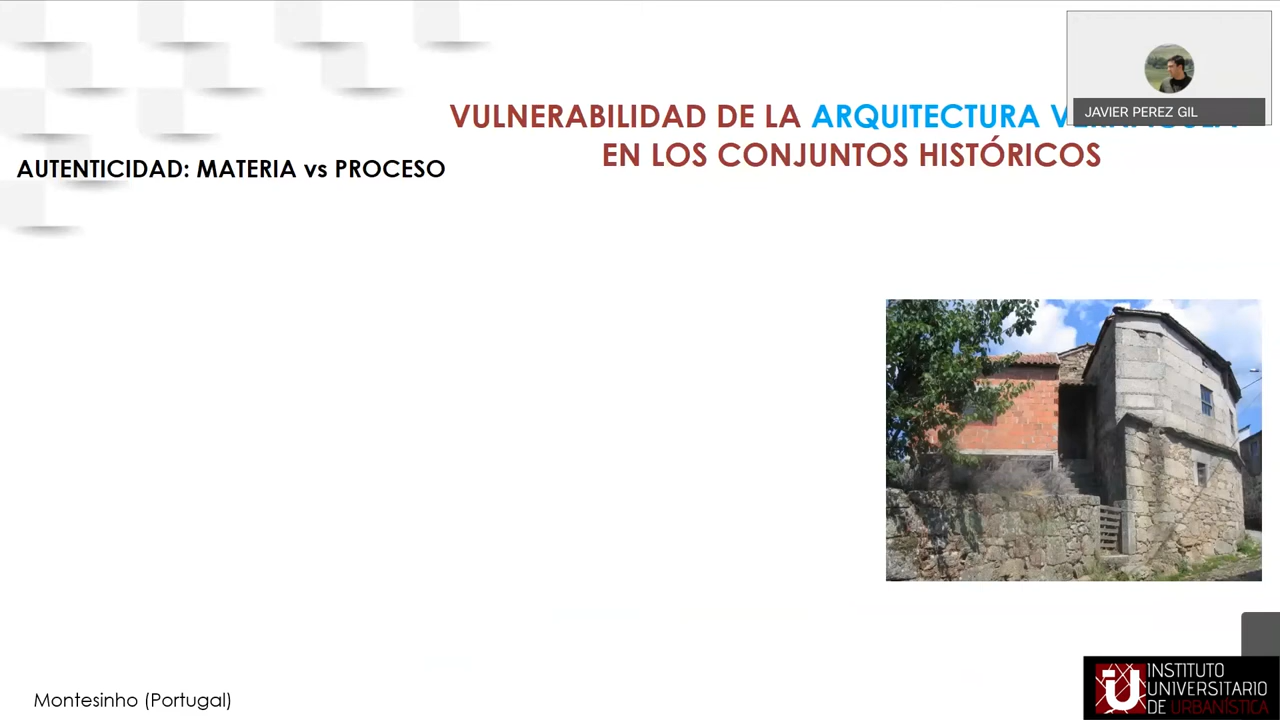 JAVIER PEREZ GIL
VULNERABILIDAD DE LA ARQUITECTURA
EN LOS CONJUNTOS HISTÓRICOS
AUTENTICIDAD: MATERIA vs PROCESO
Montesinho (Portugal)
INSTITUTO
UNIVERSITARIO
DE URBANÍSTICA